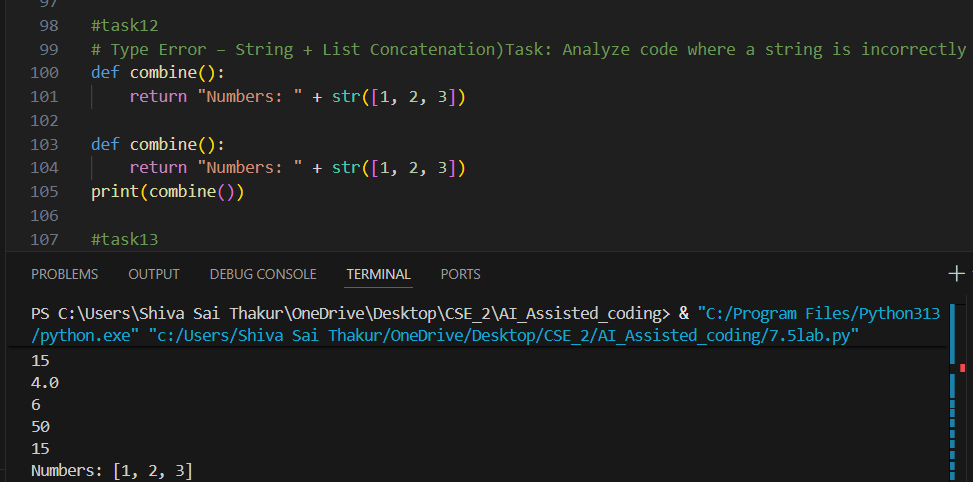 97
98 #task12
99 # Type Error – String + List Concatenation)Task: Analyze code where a string is incorrectly
100 def combine():
101     return "Numbers: " + str([1, 2, 3])
102
103 def combine():
104     return "Numbers: " + str([1, 2, 3])
105 print(combine())
106
107 #task13
PROBLEMS OUTPUT DEBUG CONSOLE TERMINAL PORTS
PS C:\Users\Shiva Sai Thakur\OneDrive\Desktop\CSE_2\AI_Assisted_coding> & "C:/Program Files/Python313
/python.exe" "c:/Users/Shiva Sai Thakur/OneDrive/Desktop/CSE_2/AI_Assisted_coding/7.5lab.py"
15
4.0
6
50
15
Numbers: [1, 2, 3]